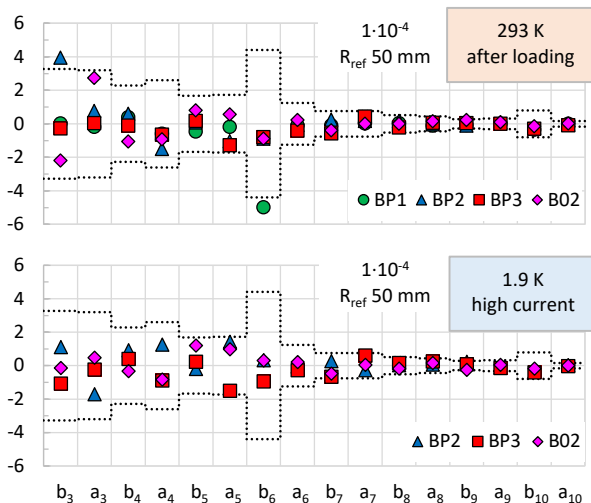 6
4
2
0
-2
-4
-6
1·10⁻⁴
R_ref 50 mm
293 K
after loading
BP1 BP2 BP3 B02
6
4
2
0
-2
-4
-6
1·10⁻⁴
R_ref 50 mm
1.9 K
high current
BP2 BP3 B02
b₃ a₃ b₄ a₄ b₅ a₅ b₆ a₆ b₇ a₇ b₈ a₈ b₉ a₉ b₁₀ a₁₀